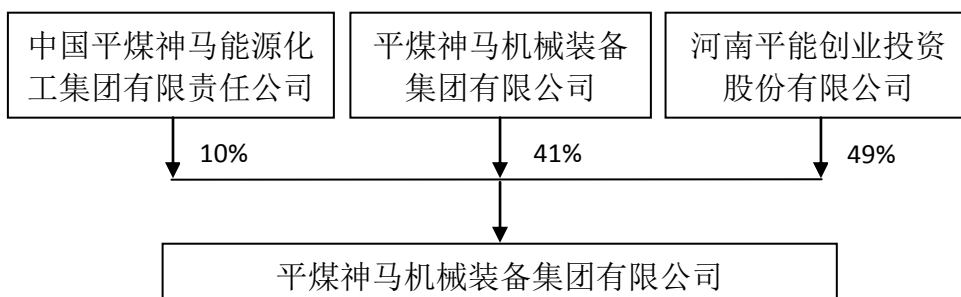 中国平煤神马能源化
工集团有限责任公司
平煤神马机械装备
集团有限公司
河南平能创业投资
股份有限公司
10%
41%
49%
平煤神马机械装备集团有限公司